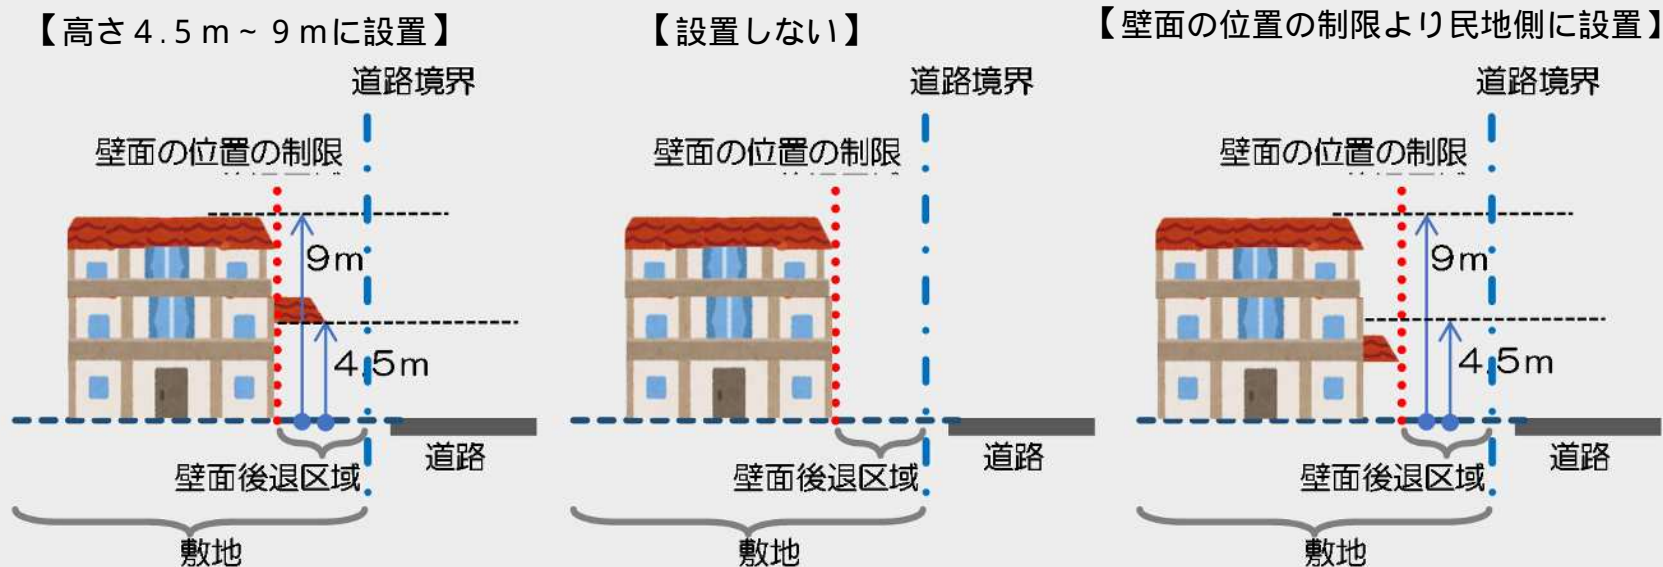 【高さ４.５ｍ~９ｍに設置】
道路境界
壁面の位置の制限
9m
4.5m
道路
壁面後退区域
敷地
【設置しない】
道路境界
壁面の位置の制限
道路
壁面後退区域
敷地
【壁面の位置の制限より民地側に設置】
道路境界
壁面の位置の制限
9m
4.5m
道路
壁面後退区域
敷地